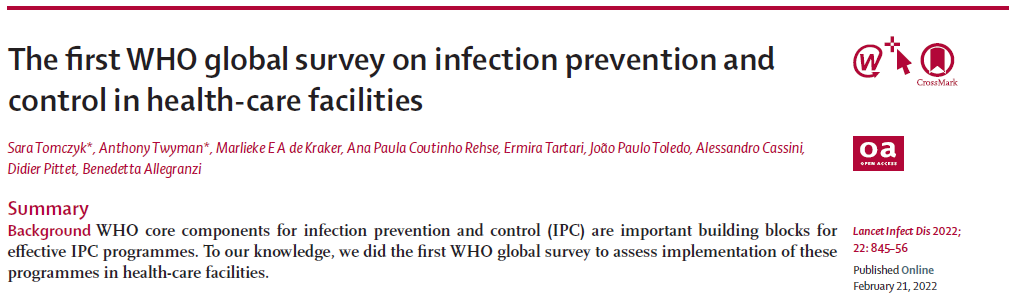 The first WHO global survey on infection prevention and
control in health-care facilities
W
CrossMark
Sara Tomczyk*, Anthony Twyman*, Marlieke E A de Kraker, Ana Paula Coutinho Rehse, Ermira Tartari, João Paulo Toledo, Alessandro Cassini,
Didier Pittet, Benedetta Allegranzi
oa
OPEN ACCESS
Summary
Background WHO core components for infection prevention and control (IPC) are important building blocks for
effective IPC programmes. To our knowledge, we did the first WHO global survey to assess implementation of these
programmes in health-care facilities.
Lancet Infect Dis 2022;
22: 845–56
Published Online
February 21, 2022